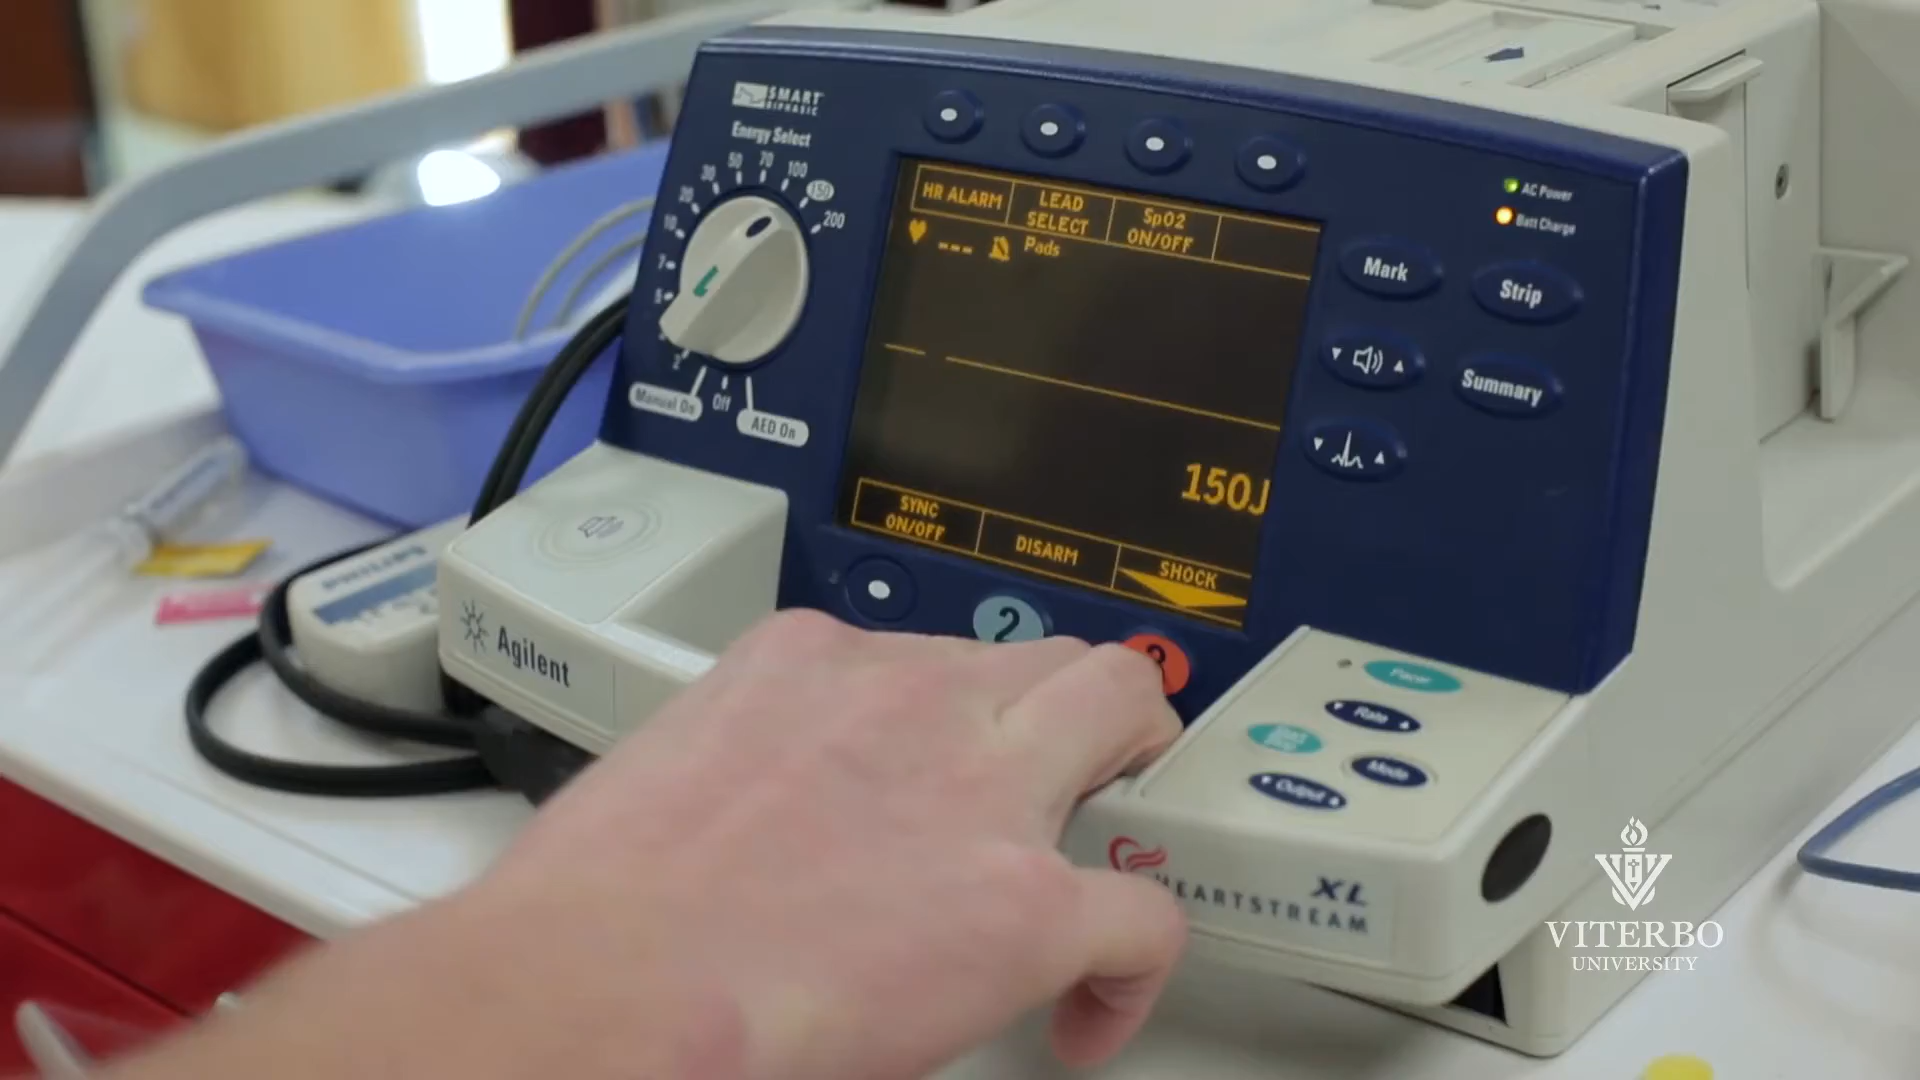 SMART
BIPHASIC
Energy Select
50
70
100
150
200
30
20
10
7
5
2
Manual On
Off
AED On
HR ALARM
LEAD
SELECT
SpO2
ON/OFF
---
Pads
150J
SYNC
ON/OFF
DISARM
SHOCK
AC Power
Batt Charge
Mark
Strip
Summary
2
3
Pacer
Rate
Mode
Output
Agilent
HEARTSTREAM
XL
VITERBO
UNIVERSITY